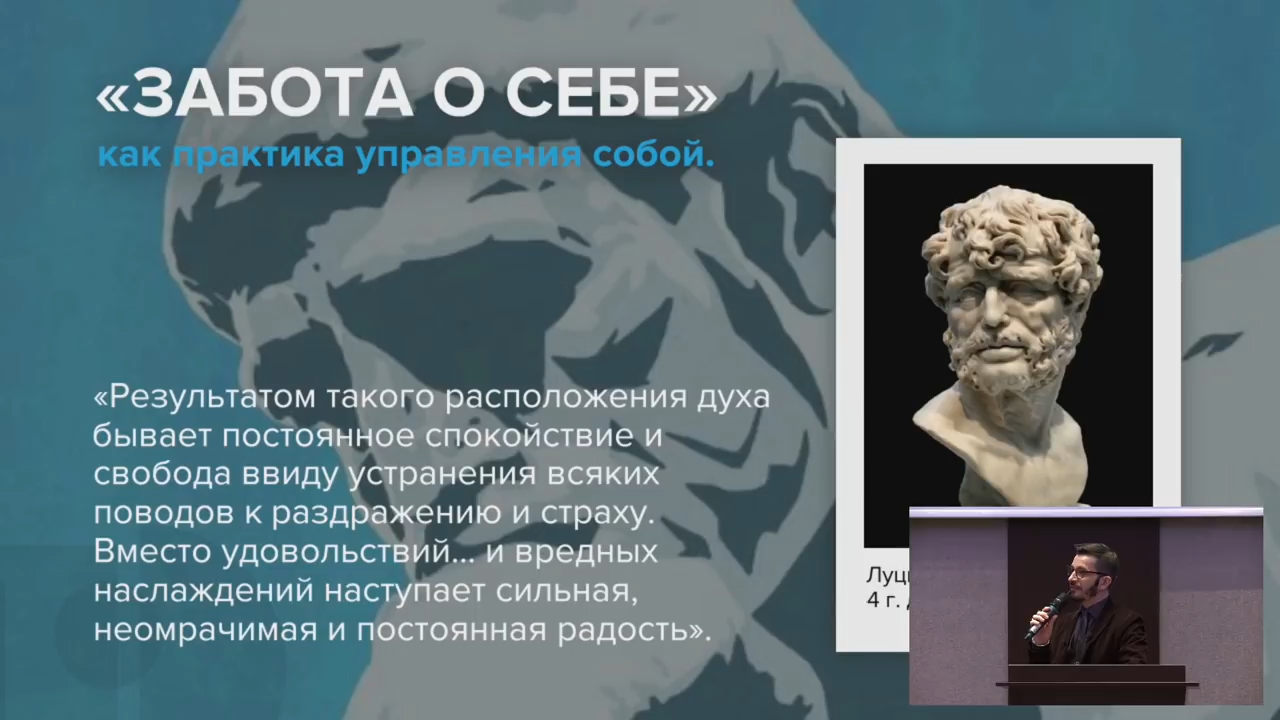 «ЗАБОТА О СЕБЕ»
как практика управления собой.
«Результатом такого расположения духа
бывает постоянное спокойствие и
свобода ввиду устранения всяких
поводов к раздражению и страху.
Вместо удовольствий... и вредных
наслаждений наступает сильная,
неомрачимая и постоянная радость».
4 г.